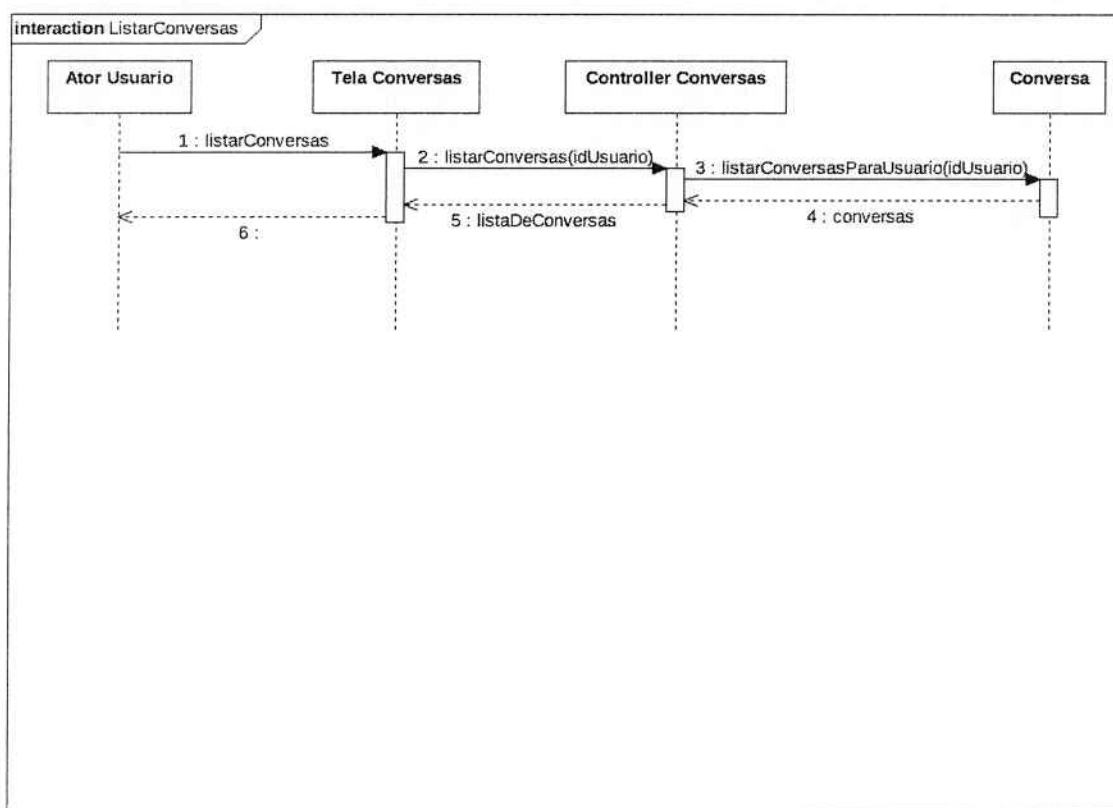 interaction ListarConversas
Ator Usuario
Tela Conversas
Controller Conversas
Conversa
1 : listarConversas
2 : listarConversas(idUsuario)
3 : listarConversasParaUsuario(idUsuario)
4 : conversas
5 : listaDeConversas
6 :